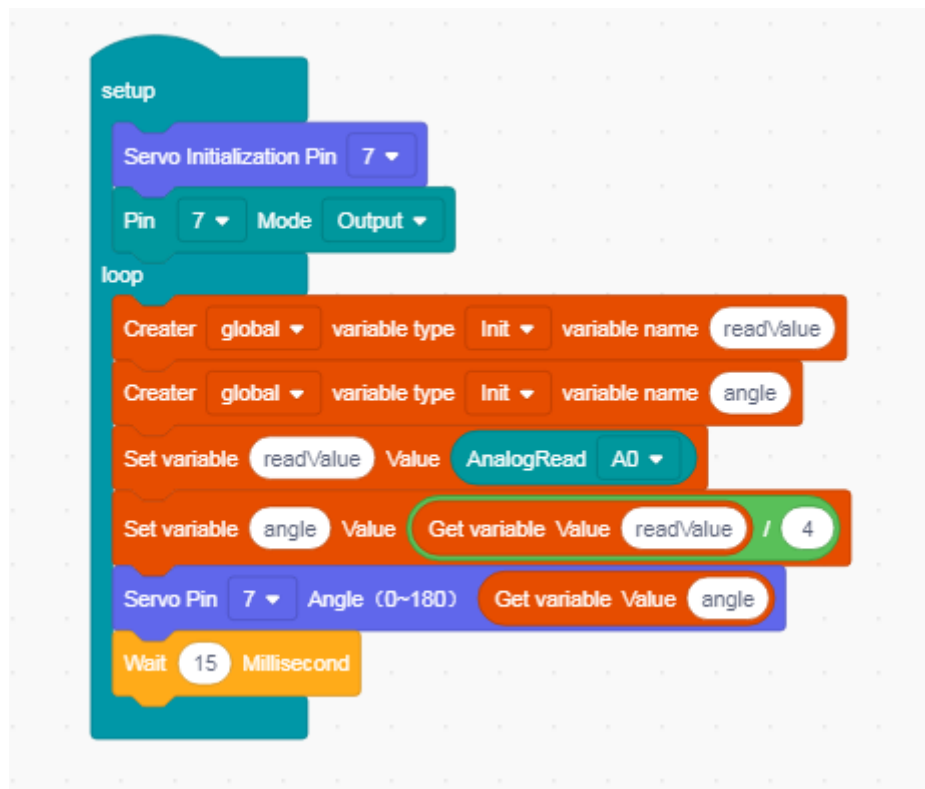 setup
Servo Initialization Pin 7
Pin 7 Mode Output
loop
Creater global variable type Init variable name readValue
Creater global variable type Init variable name angle
Set variable readValue Value AnalogRead A0
Set variable angle Value Get variable Value readValue / 4
Servo Pin 7 Angle（0~180） Get variable Value angle
Wait 15 Millisecond